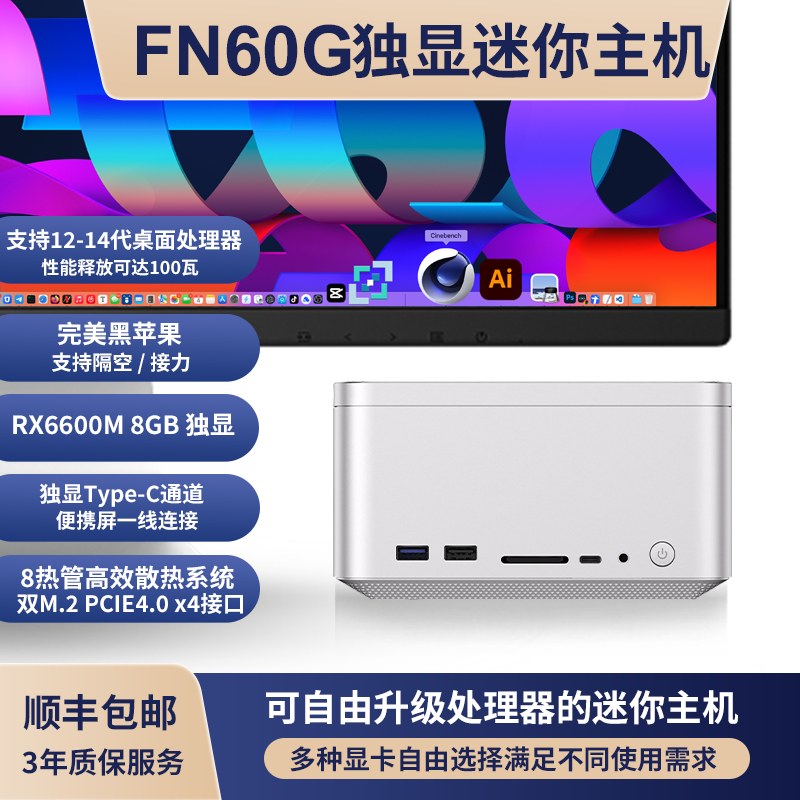 FN60G独显迷你主机
支持12-14代桌面处理器
性能释放可达100瓦
Cinebench
Ai
Ps
完美黑苹果
支持隔空 / 接力
RX6600M 8GB 独显
独显Type-C通道
便携屏一线连接
8热管高效散热系统
双M.2 PCIE4.0 x4接口
顺丰包邮
3年质保服务
可自由升级处理器的迷你主机
多种显卡自由选择满足不同使用需求